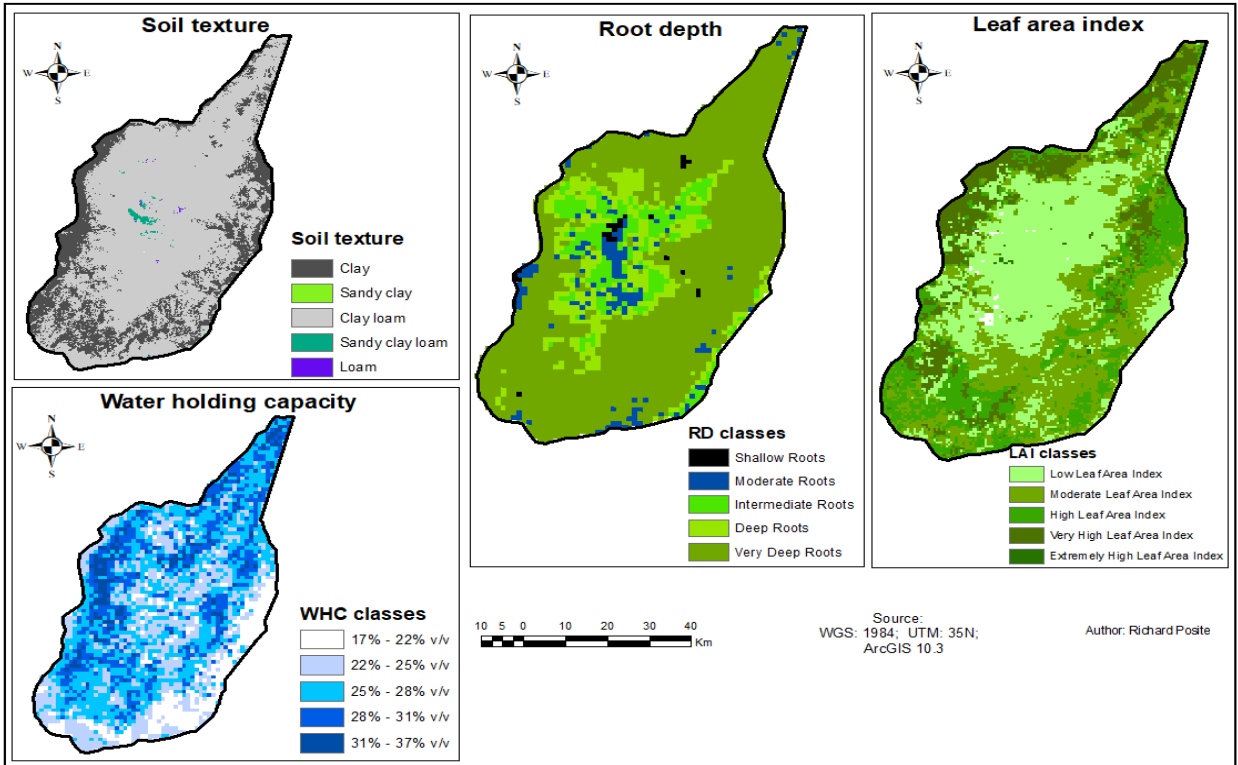 Soil texture
N
W
E
S
Soil texture
Clay
Sandy clay
Clay loam
Sandy clay loam
Loam
Water holding capacity
N
W
E
S
WHC classes
17% - 22% v/v
22% - 25% v/v
25% - 28% v/v
28% - 31% v/v
31% - 37% v/v
Root depth
N
W
E
S
RD classes
Shallow Roots
Moderate Roots
Intermediate Roots
Deep Roots
Very Deep Roots
Leaf area index
N
W
E
S
LAI classes
Low Leaf Area Index
Moderate Leaf Area Index
High Leaf Area Index
Very High Leaf Area Index
Extremely High Leaf Area Index
10 5 0 10 20 30 40
Km
Source:
WGS: 1984; UTM: 35N;
ArcGIS 10.3
Author: Richard Posite